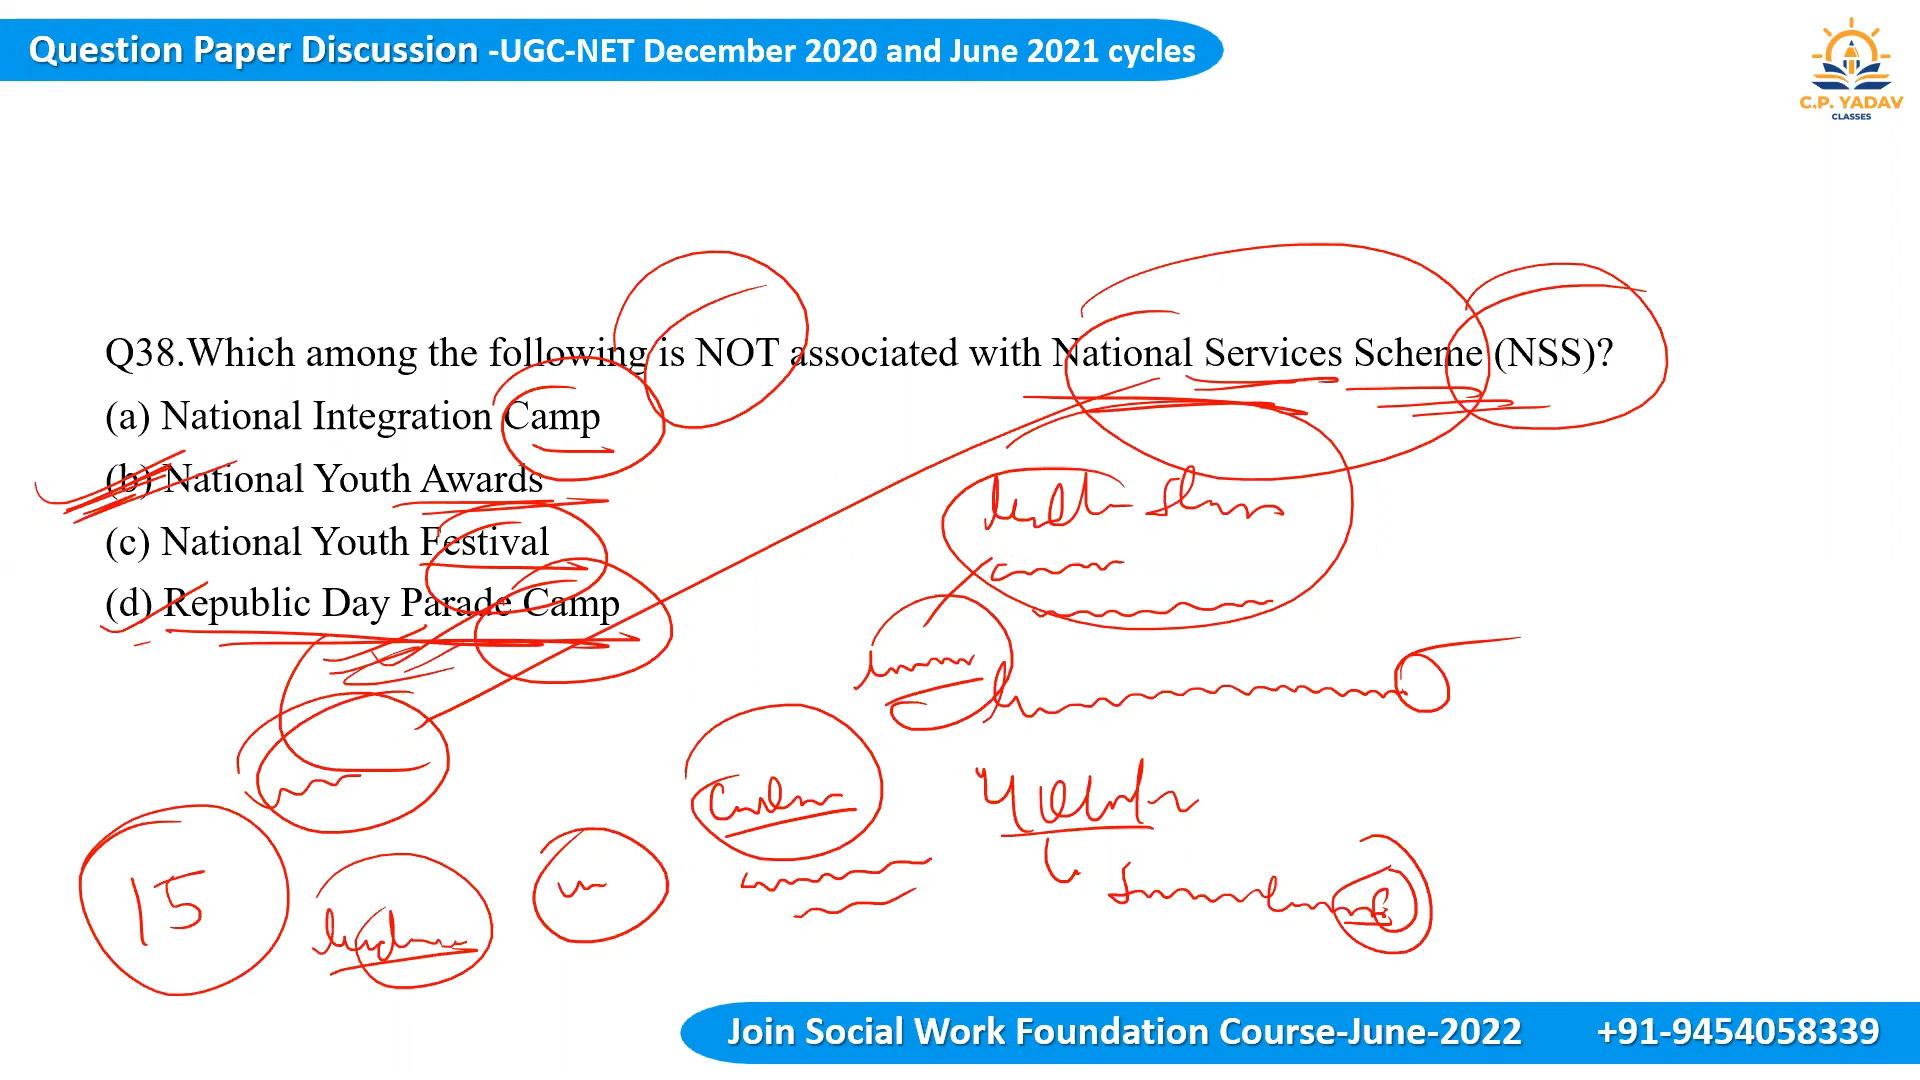 Question Paper Discussion -UGC-NET December 2020 and June 2021 cycles
C.P. YADAV
CLASSES
Q38.Which among the following is NOT associated with National Services Scheme (NSS)?
(a) National Integration Camp
(b) National Youth Awards
(c) National Youth Festival
(d) Republic Day Parade Camp
15
Join Social Work Foundation Course-June-2022 +91-9454058339